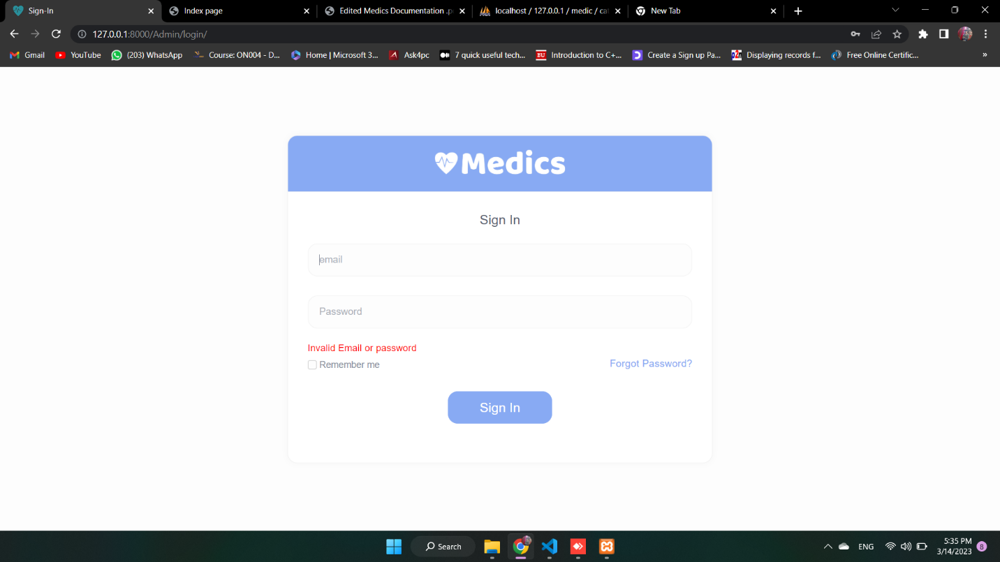 Sign-In
Index page
Edited Medics Documentation .p
localhost / 127.0.0.1 / medic / ca
New Tab
127.0.0.1:8000/Admin/login/
Gmail
YouTube
(203) WhatsApp
Course: ON004 - D...
Home | Microsoft 3...
Ask4pc
7 quick useful tech...
BU
Introduction to C+...
Create a Sign up Pa...
Displaying records f...
Free Online Certific...
»
Medics
Sign In
email
Password
Invalid Email or password
Remember me
Forgot Password?
Sign In
Search
ENG
5:35 PM
3/14/2023
8